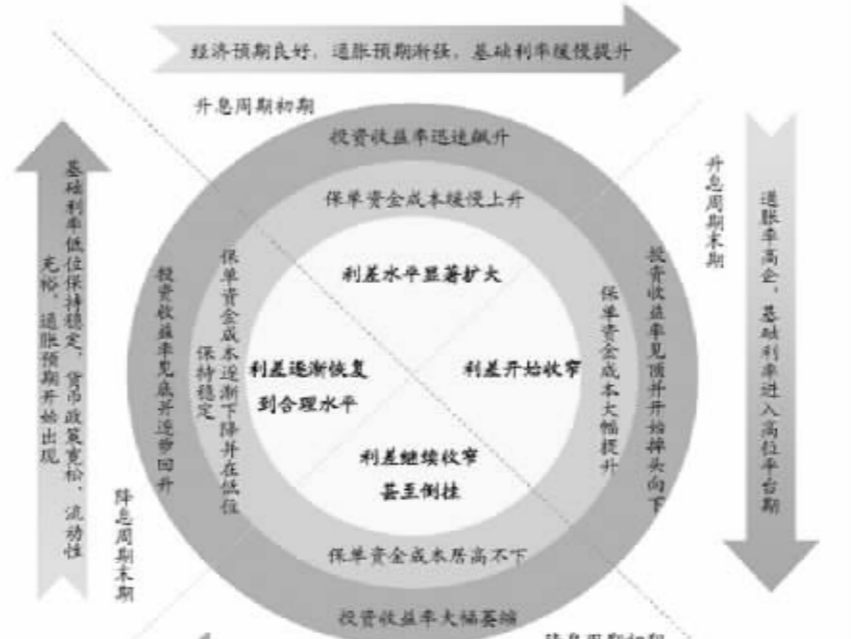 经济预期良好，通胀预期渐强，基础利率缓慢提升
升息周期初期
投资收益率迅速飙升
保单资金成本缓慢上升
利差水平显著扩大
升息周期末期
通胀率高企，基础利率进入高位平台期
投资收益率见顶并开始掉头向下
保单资金成本大幅提升
利差开始收窄
基础利率低位保持稳定，货币政策宽松，流动性
充裕，通胀预期开始出现
投资收益率见底并逐步回升
保单资金成本逐渐下降并在低位
保持稳定
利差逐渐恢复
到合理水平
利差继续收窄
甚至倒挂
降息周期末期
保单资金成本居高不下
投资收益率大幅萎缩
降息周期初期